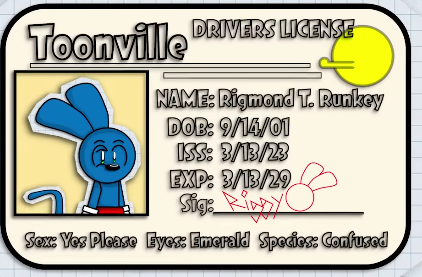 Toonville DRIVERS LICENSE
NAME: Rigmond T. Runkey
DOB: 9/14/01
ISS: 3/13/23
EXP: 3/13/29
Sig: Riggy
Sex: Yes Please Eyes: Emerald Species: Confused